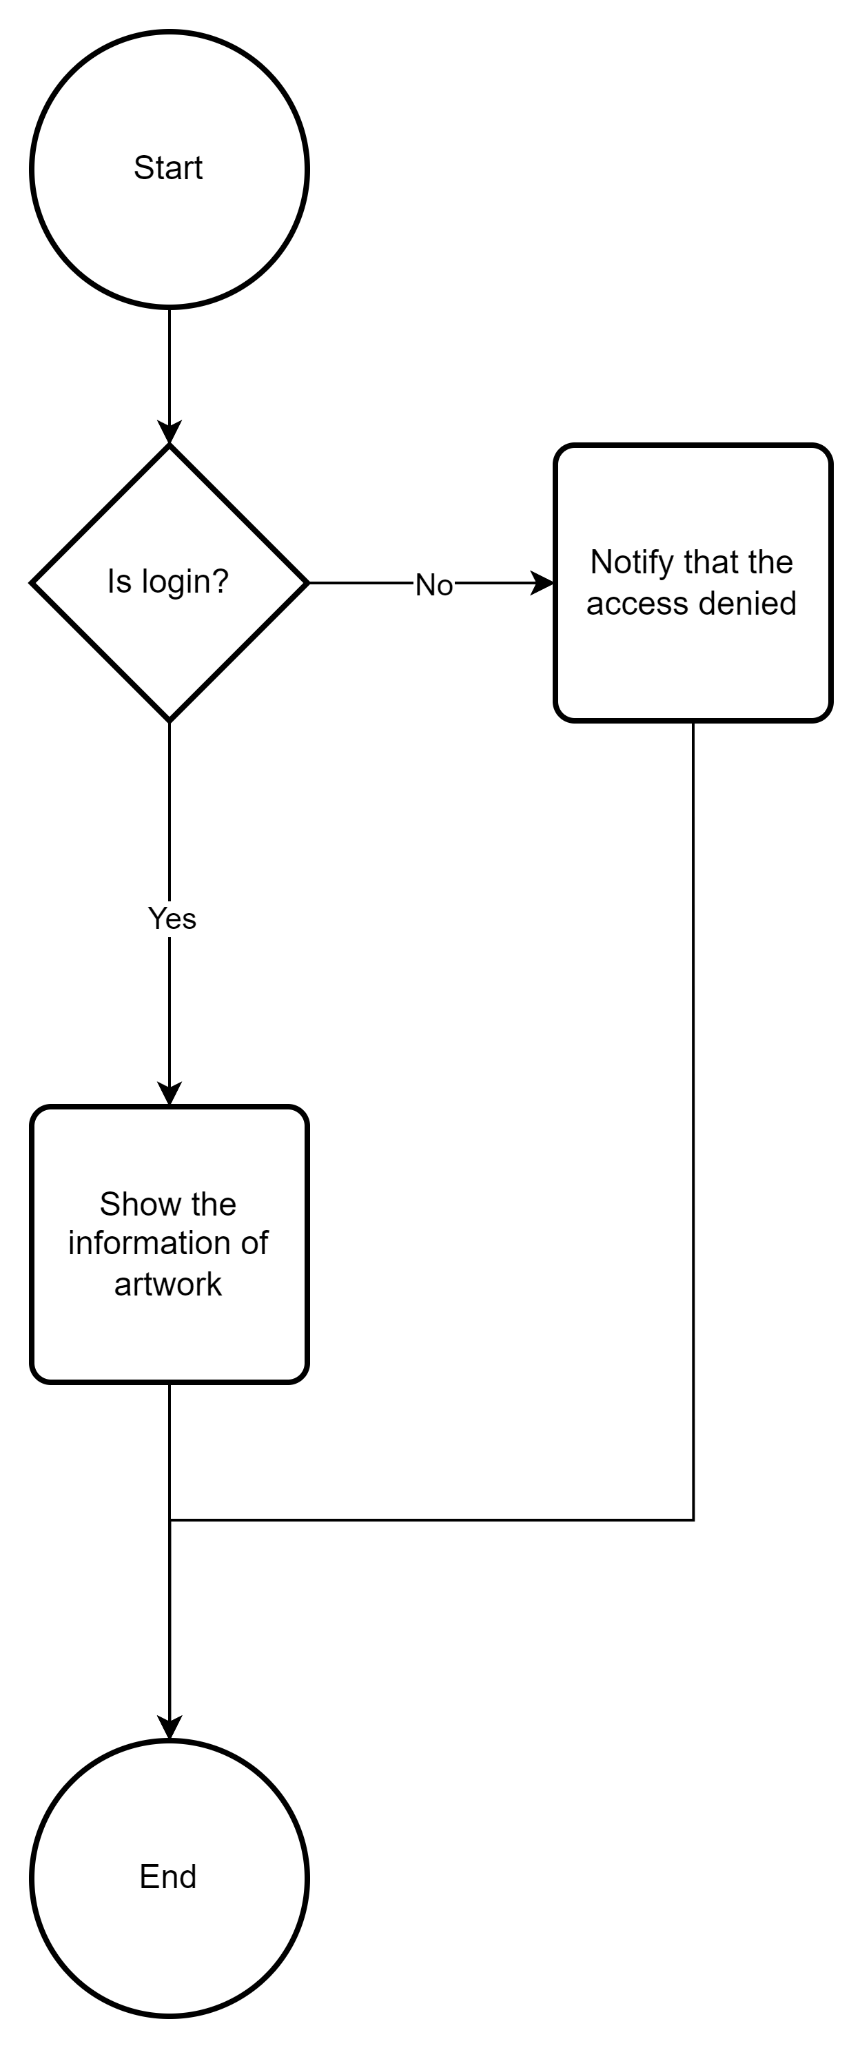 Start
Is login?
No
Notify that the
access denied
Yes
Show the
information of
artwork
End